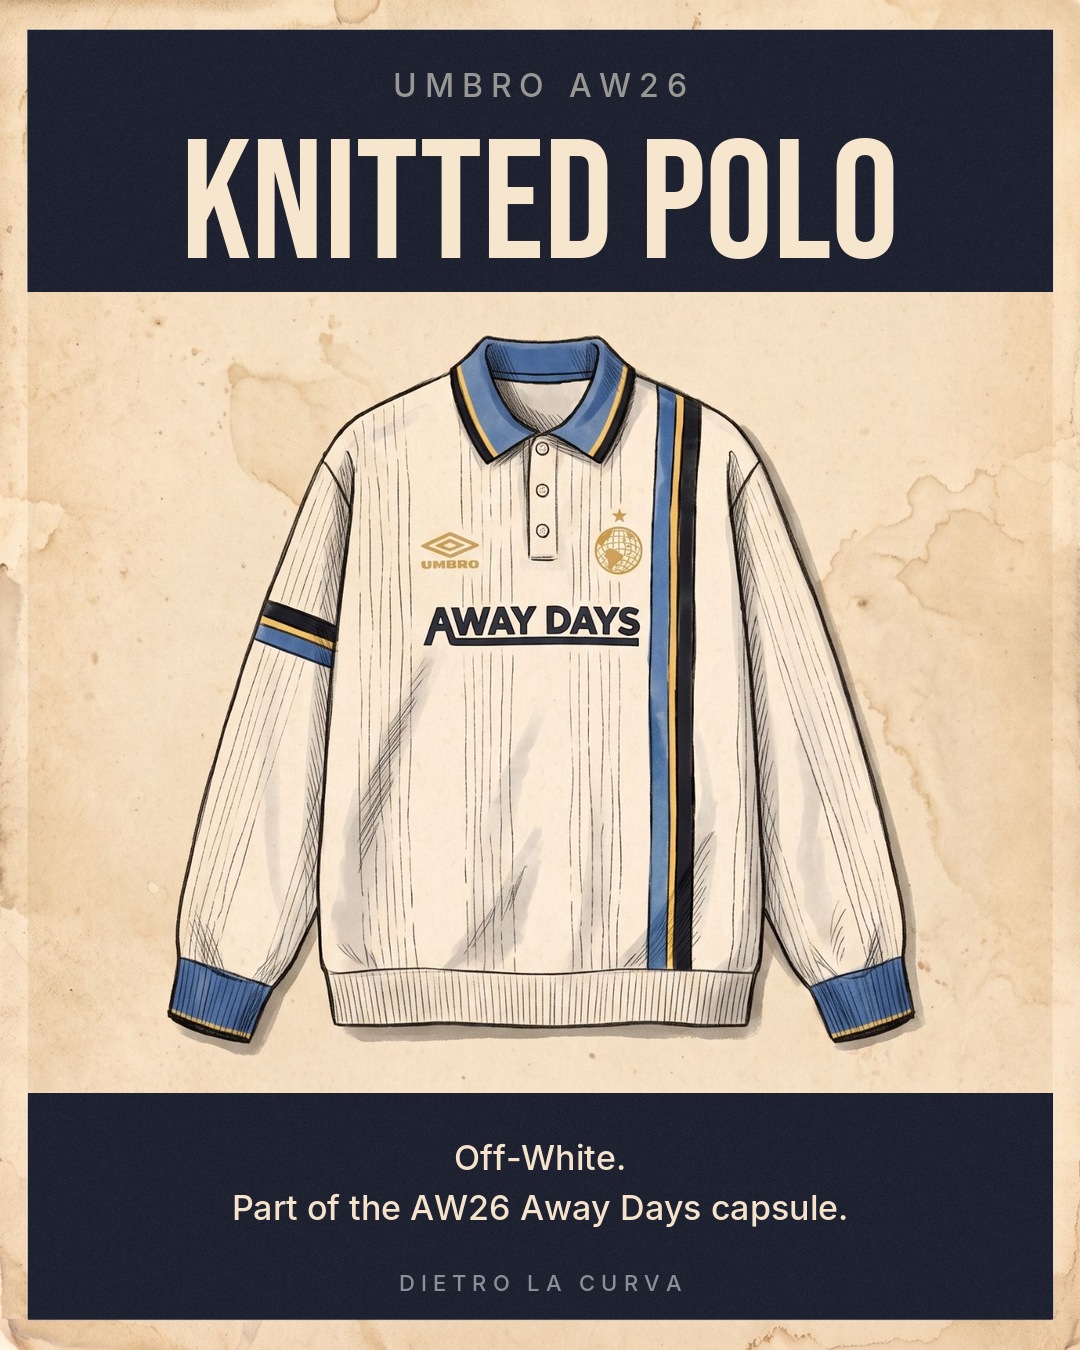 UMBRO AW26
KNITTED POLO
UMBRO
AWAY DAYS
Off-White.
Part of the AW26 Away Days capsule.
DIETRO LA CURVA